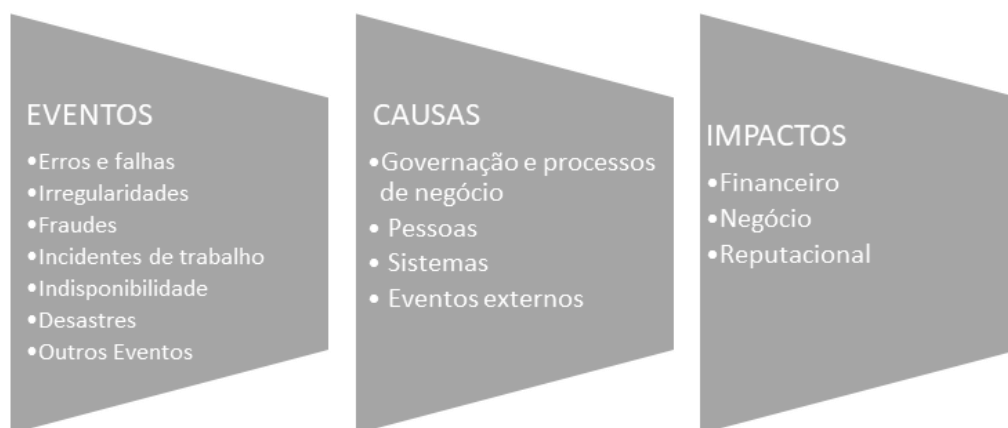 EVENTOS
•Erros e falhas
•Irregularidades
•Fraudes
•Incidentes de trabalho
•Indisponibilidade
•Desastres
•Outros Eventos
CAUSAS
•Governação e processos
de negócio
• Pessoas
• Sistemas
• Eventos externos
IMPACTOS
•Financeiro
•Negócio
•Reputacional